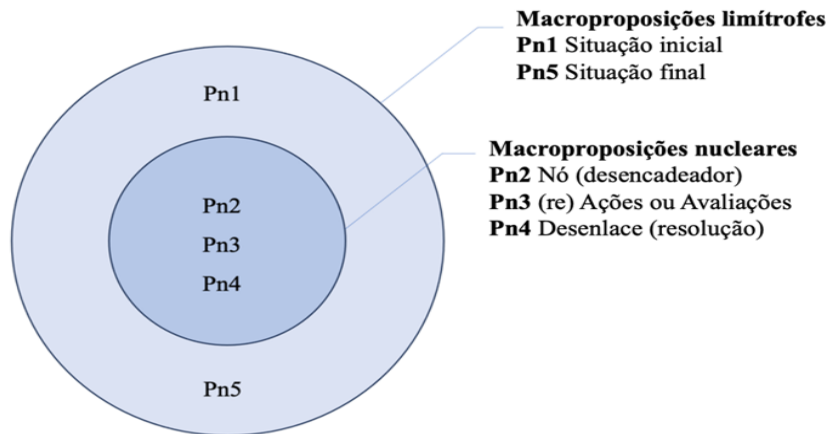 Macroproposições limítrofes
Pn1 Situação inicial
Pn5 Situação final
Macroproposições nucleares
Pn2 Nó (desencadeador)
Pn3 (re) Ações ou Avaliações
Pn4 Desenlace (resolução)
Pn1
Pn2
Pn3
Pn4
Pn5